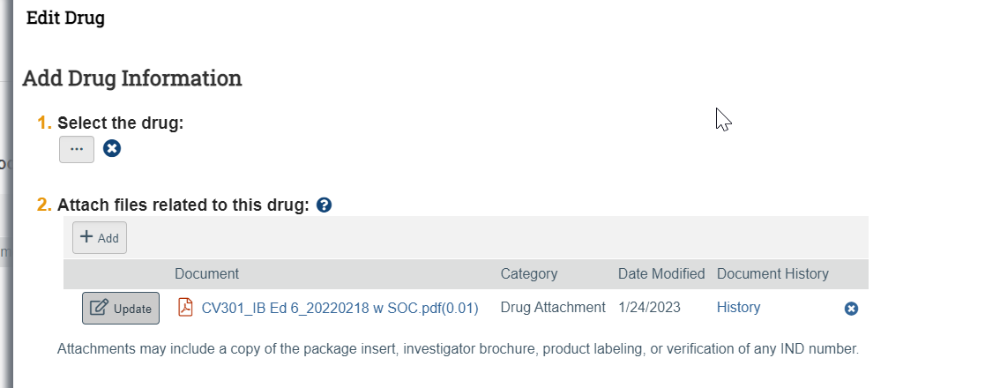 Edit Drug
Add Drug Information
1. Select the drug:
...
2. Attach files related to this drug: ?
+ Add
Document Category Date Modified Document History
Update CV301_IB Ed 6_20220218 w SOC.pdf(0.01) Drug Attachment 1/24/2023 History
Attachments may include a copy of the package insert, investigator brochure, product labeling, or verification of any IND number.